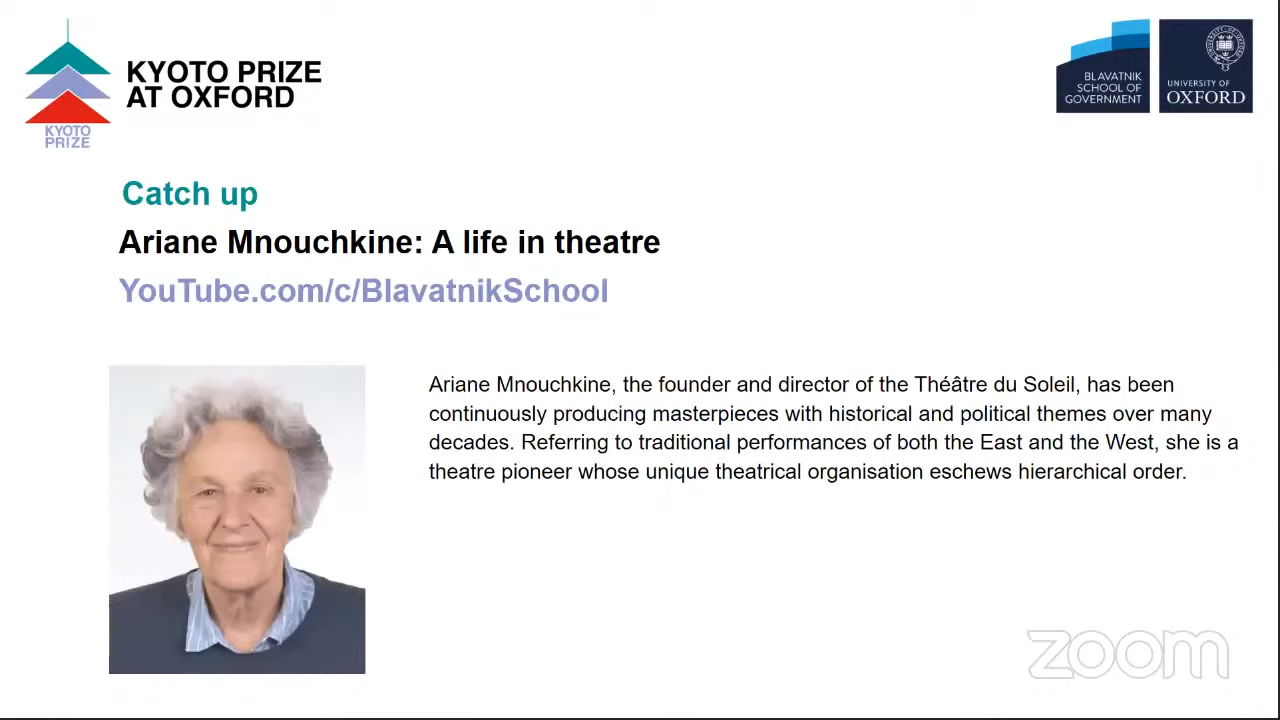 KYOTO PRIZE
AT OXFORD
KYOTO
PRIZE
BLAVATNIK
SCHOOL OF
GOVERNMENT
UNIVERSITY OF
OXFORD
Catch up
Ariane Mnouchkine: A life in theatre
YouTube.com/c/BlavatnikSchool
Ariane Mnouchkine, the founder and director of the Théâtre du Soleil, has been
continuously producing masterpieces with historical and political themes over many
decades. Referring to traditional performances of both the East and the West, she is a
theatre pioneer whose unique theatrical organisation eschews hierarchical order.
zoom